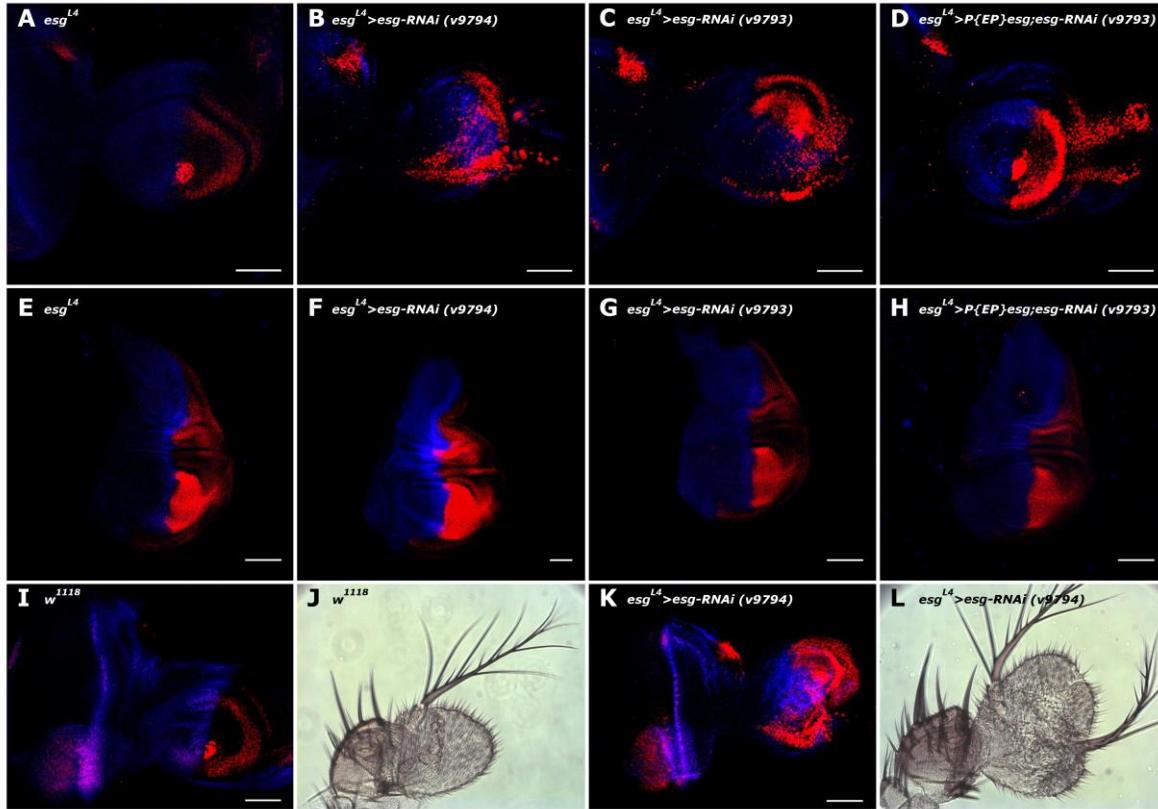 A esg^L4
B esg^L4>esg-RNAi (v9794)
C esg^L4>esg-RNAi (v9793)
D esg^L4>P{EP}esg;esg-RNAi (v9793)
E esg^L4
F esg^L4>esg-RNAi (v9794)
G esg^L4>esg-RNAi (v9793)
H esg^L4>P{EP}esg;esg-RNAi (v9793)
I w^1118
J w^1118
K esg^L4>esg-RNAi (v9794)
L esg^L4>esg-RNAi (v9794)